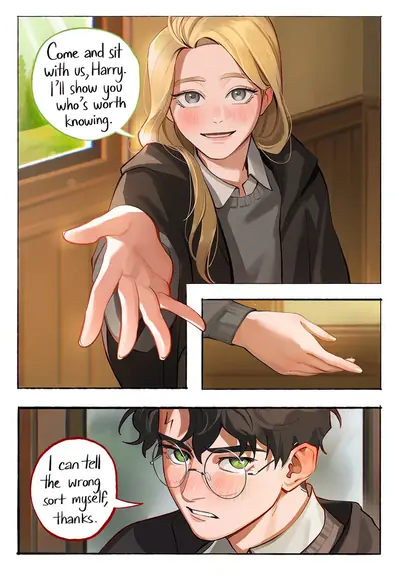 Come and sit
with us, Harry.
I'll show you
who's worth
knowing.
I can tell
the wrong
sort myself,
thanks.